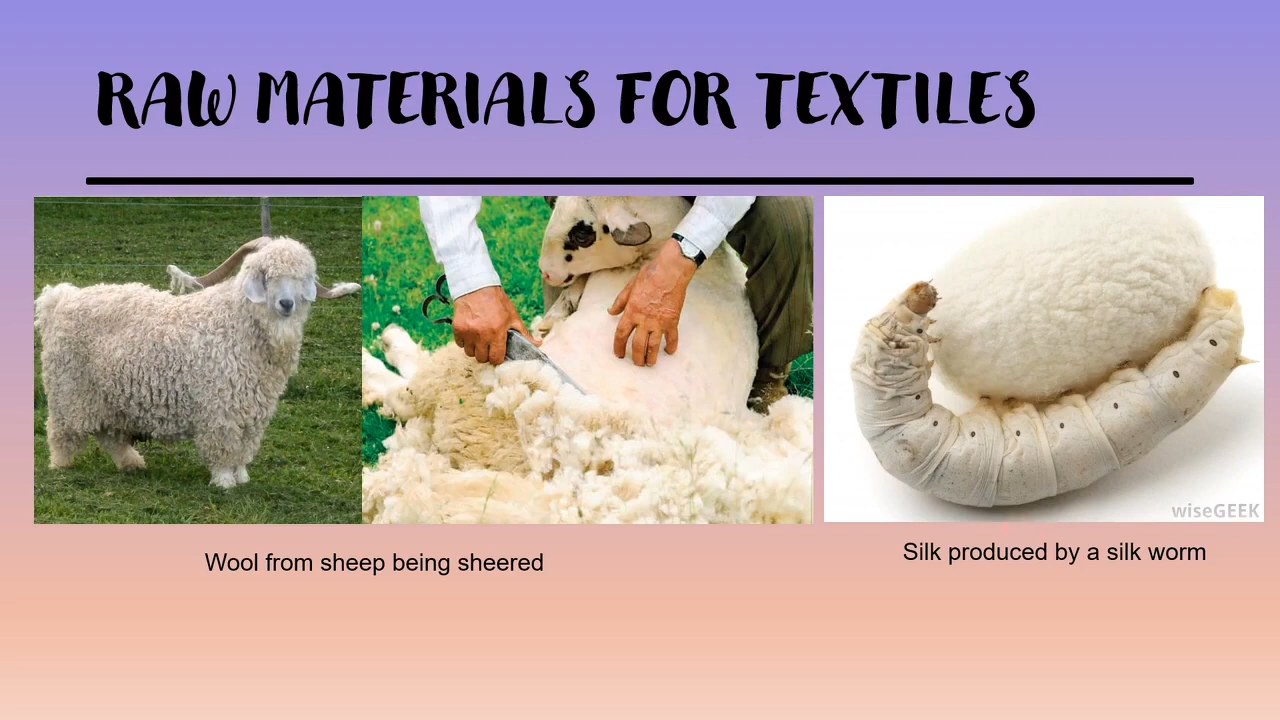 RAW MATERIALS FOR TEXTILES
Wool from sheep being sheered
Silk produced by a silk worm
wiseGEEK